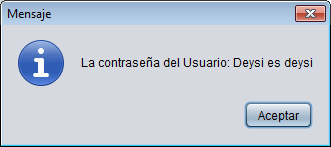 Mensaje
La contraseña del Usuario: Deysi es deysi
Aceptar